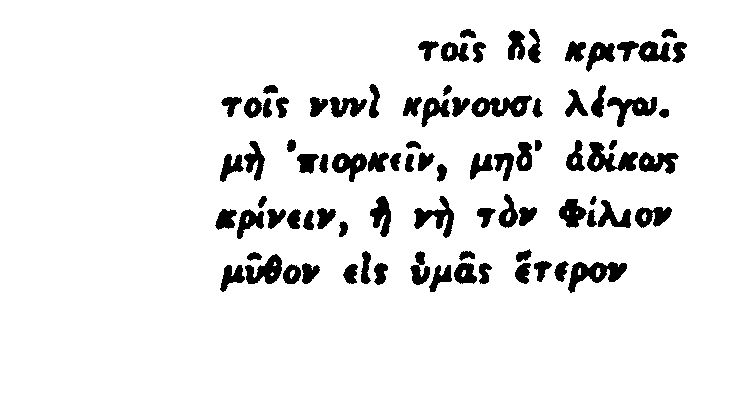 τοῖς δὲ κριταῖς
τοῖς νυνὶ κρίνουσι λέγω.
μὴ 'πιορκεῖν, μηδ' ἀδίκως
κρίνειν, ἢ νὴ τὸν Φίλιον
μῦθον εἰς ὑμᾶς ἕτερον